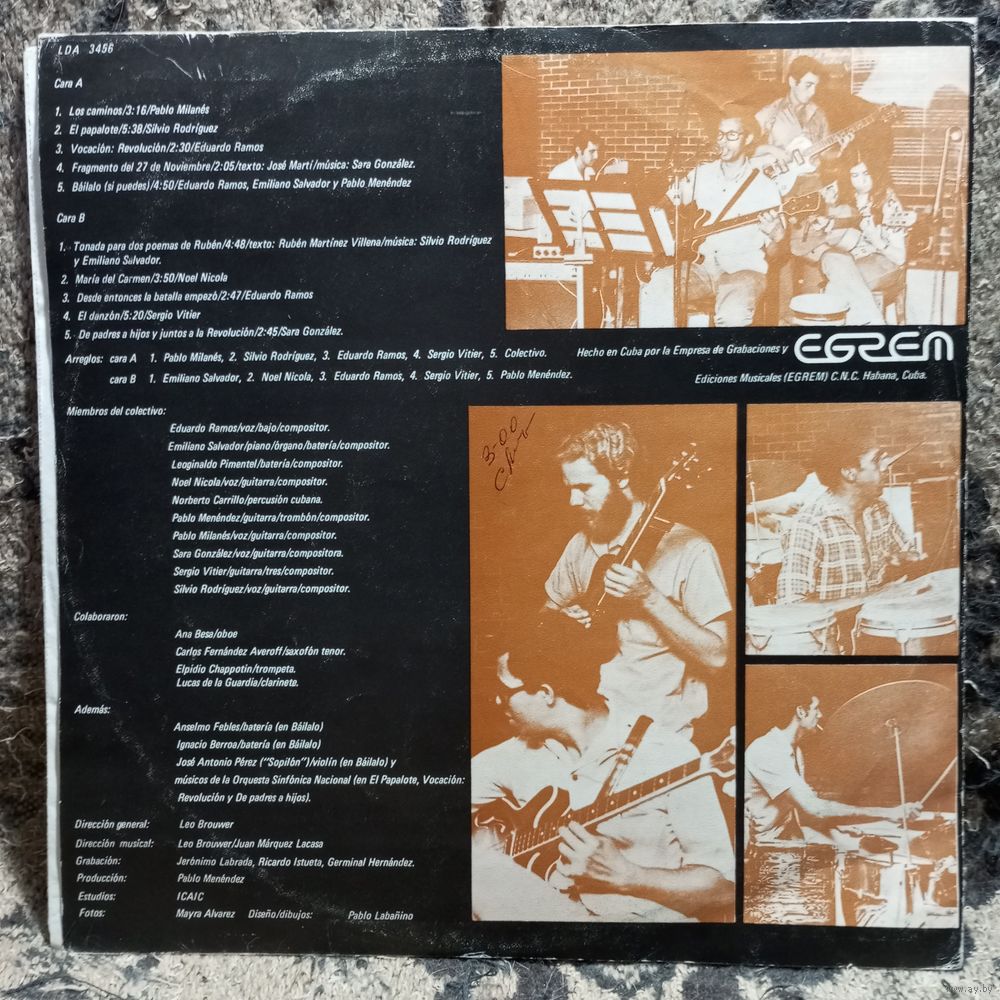 LDA 3456
Cara A
1. Los caminos/3:16/Pablo Milanés
2. El papalote/5:38/Silvio Rodríguez
3. Vocación: Revolución/2:30/Eduardo Ramos
4. Fragmento del 27 de Noviembre/2:05/texto: José Martí/música: Sara González.
5. Báilalo (si puedes)/4:50/Eduardo Ramos, Emiliano Salvador y Pablo Menéndez
Cara B
1. Tonada para dos poemas de Rubén/4:48/texto: Rubén Martínez Villena/música: Silvio Rodríguez
y Emiliano Salvador.
2. María del Carmen/3:50/Noel Nicola
3. Desde entonces la batalla empezó/2:47/Eduardo Ramos
4. El danzón/5:20/Sergio Vitier
5. De padres a hijos y juntos a la Revolución/2:45/Sara González.
Arreglos: cara A 1. Pablo Milanés, 2. Silvio Rodríguez, 3. Eduardo Ramos, 4. Sergio Vitier, 5. Colectivo.
cara B 1. Emiliano Salvador, 2. Noel Nicola, 3. Eduardo Ramos, 4. Sergio Vitier, 5. Pablo Menéndez.
Hecho en Cuba por la Empresa de Grabaciones y EGREM
Ediciones Musicales (EGREM) C.N.C. Habana, Cuba.
Miembros del colectivo:
Eduardo Ramos/voz/bajo/compositor.
Emiliano Salvador/piano/órgano/batería/compositor.
Leoginaldo Pimentel/batería/compositor.
Noel Nicola/voz/guitarra/compositor.
Norberto Carrillo/percusión cubana.
Pablo Menéndez/guitarra/trombón/compositor.
Pablo Milanés/voz/guitarra/compositor.
Sara González/voz/guitarra/compositora.
Sergio Vitier/guitarra/tres/compositor.
Silvio Rodríguez/voz/guitarra/compositor.
Colaboraron:
Ana Besa/oboe
Carlos Fernández Averoff/saxofón tenor.
Elpidio Chappotin/trompeta.
Lucas de la Guardia/clarinete.
Además:
Anselmo Febles/batería (en Báilalo)
Ignacio Berroa/batería (en Báilalo)
José Antonio Pérez ("Sopilón")/violín (en Báilalo) y
músicos de la Orquesta Sinfónica Nacional (en El Papalote, Vocación:
Revolución y De padres a hijos).
Dirección general: Leo Brouwer
Dirección musical: Leo Brouwer/Juan Márquez Lacasa
Grabación: Jerónimo Labrada, Ricardo Istueta, Germinal Hernández.
Producción: Pablo Menéndez
Estudios: ICAIC
Fotos: Mayra Alvarez Diseño/dibujos: Pablo Labañino
3-00
www.ay.by